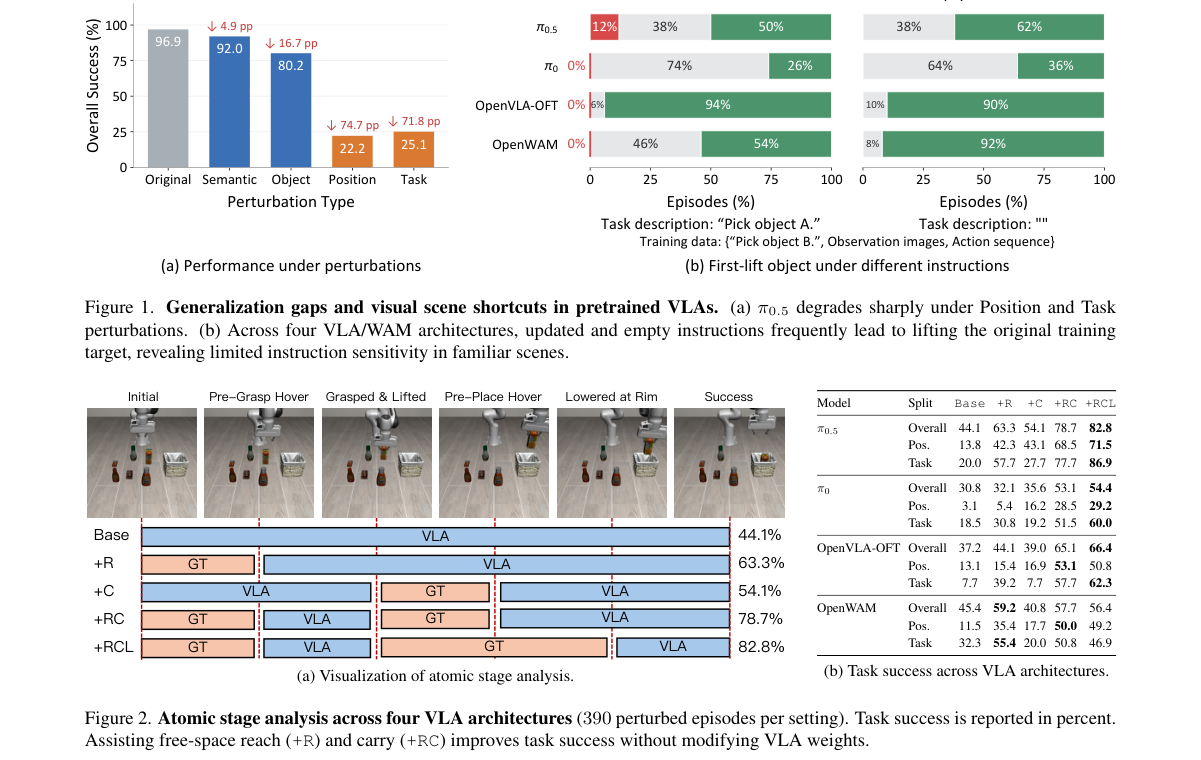 Overall Success (%)
100
75
50
25
0
96.9
↓ 4.9 pp
92.0
↓ 16.7 pp
80.2
↓ 74.7 pp
22.2
↓ 71.8 pp
25.1
Original Semantic Object Position Task
Perturbation Type
(a) Performance under perturbations
π0.5 12% 38% 50% 38% 62%
π0 0% 74% 26% 64% 36%
OpenVLA-OFT 0% 6% 94% 10% 90%
OpenWAM 0% 46% 54% 8% 92%
0 25 50 75 100 0 25 50 75 100
Episodes (%) Episodes (%)
Task description: “Pick object A.” Task description: ""
Training data: {“Pick object B.”, Observation images, Action sequence}
(b) First-lift object under different instructions
Figure 1. Generalization gaps and visual scene shortcuts in pretrained VLAs. (a) π0.5 degrades sharply under Position and Task
perturbations. (b) Across four VLA/WAM architectures, updated and empty instructions frequently lead to lifting the original training
target, revealing limited instruction sensitivity in familiar scenes.
Initial Pre-Grasp Hover Grasped & Lifted Pre-Place Hover Lowered at Rim Success
Base VLA 44.1%
+R GT VLA 63.3%
+C VLA GT VLA 54.1%
+RC GT VLA GT VLA 78.7%
+RCL GT VLA GT VLA 82.8%
(a) Visualization of atomic stage analysis.
Model Split Base +R +C +RC +RCL
π0.5 Overall 44.1 63.3 54.1 78.7 82.8
Pos. 13.8 42.3 43.1 68.5 71.5
Task 20.0 57.7 27.7 77.7 86.9
π0 Overall 30.8 32.1 35.6 53.1 54.4
Pos. 3.1 5.4 16.2 28.5 29.2
Task 18.5 30.8 19.2 51.5 60.0
OpenVLA-OFT Overall 37.2 44.1 39.0 65.1 66.4
Pos. 13.1 15.4 16.9 53.1 50.8
Task 7.7 39.2 7.7 57.7 62.3
OpenWAM Overall 45.4 59.2 40.8 57.7 56.4
Pos. 11.5 35.4 17.7 50.0 49.2
Task 32.3 55.4 20.0 50.8 46.9
(b) Task success across VLA architectures.
Figure 2. Atomic stage analysis across four VLA architectures (390 perturbed episodes per setting). Task success is reported in percent.
Assisting free-space reach (+R) and carry (+RC) improves task success without modifying VLA weights.